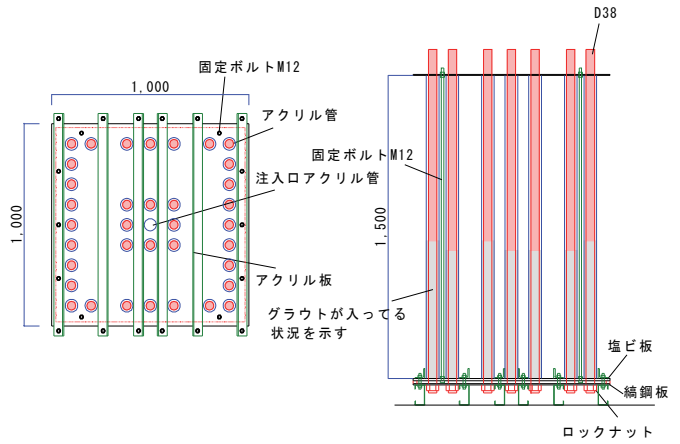 固定ボルトM12
1,000
アクリル管
注入口アクリル管
1,000
アクリル板
グラウトが入ってる
状況を示す
D38
固定ボルトM12
1,500
塩ビ板
縞鋼板
ロックナット